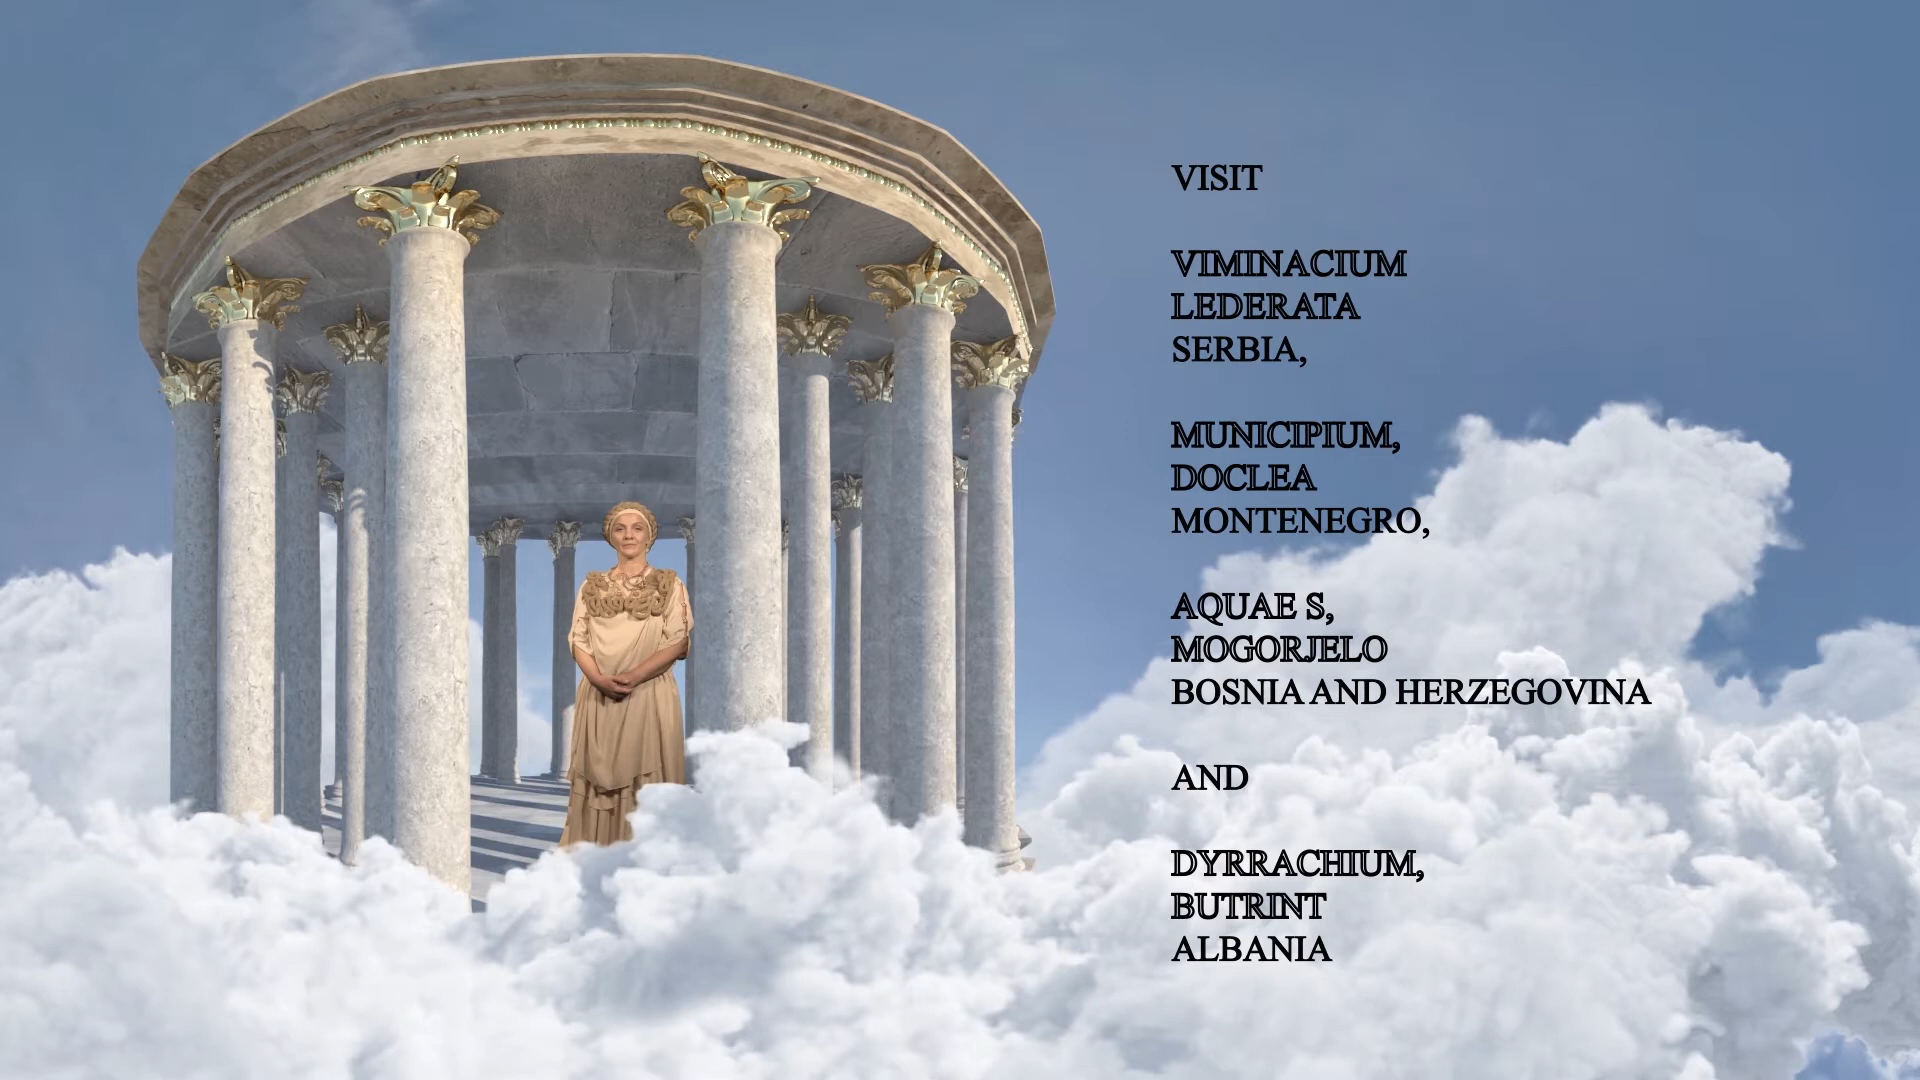 VISIT
VIMINACIUM
LEDERATA
SERBIA,
MUNICIPIUM,
DOCLEA
MONTENEGRO,
AQUAE S,
MOGORJELO
BOSNIA AND HERZEGOVINA
AND
DYRRACHIUM,
BUTRINT
ALBANIA